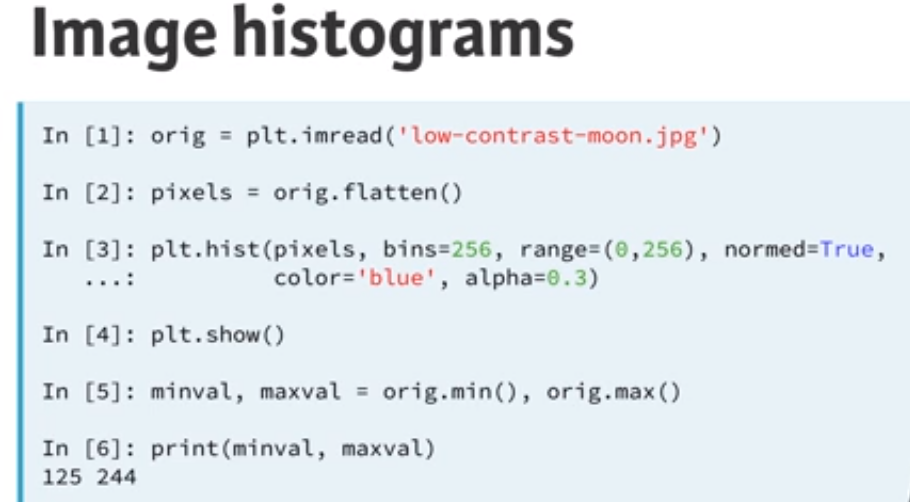 Image histograms
In [1]: orig = plt.imread('low-contrast-moon.jpg')
In [2]: pixels = orig.flatten()
In [3]: plt.hist(pixels, bins=256, range=(0,256), normed=True,
   ...:          color='blue', alpha=0.3)
In [4]: plt.show()
In [5]: minval, maxval = orig.min(), orig.max()
In [6]: print(minval, maxval)
125 244